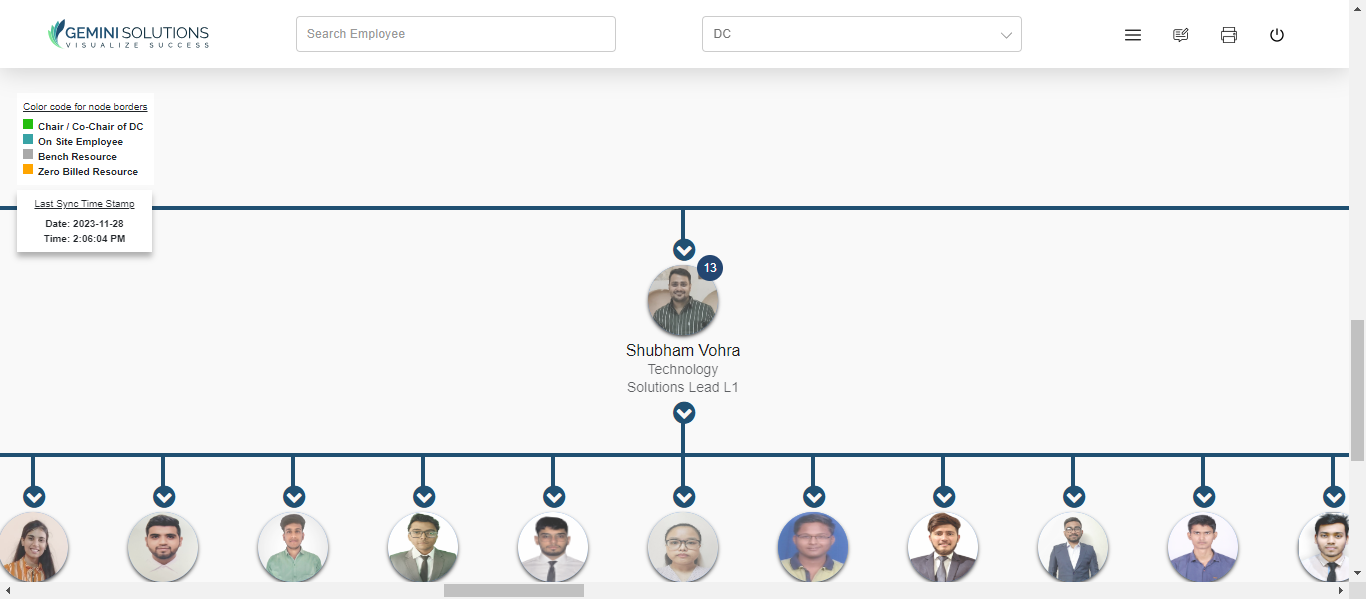 GEMINI SOLUTIONS
VISUALIZE SUCCESS
Search Employee
DC
Color code for node borders
Chair / Co-Chair of DC
On Site Employee
Bench Resource
Zero Billed Resource
Last Sync Time Stamp
Date: 2023-11-28
Time: 2:06:04 PM
13
Shubham Vohra
Technology
Solutions Lead L1